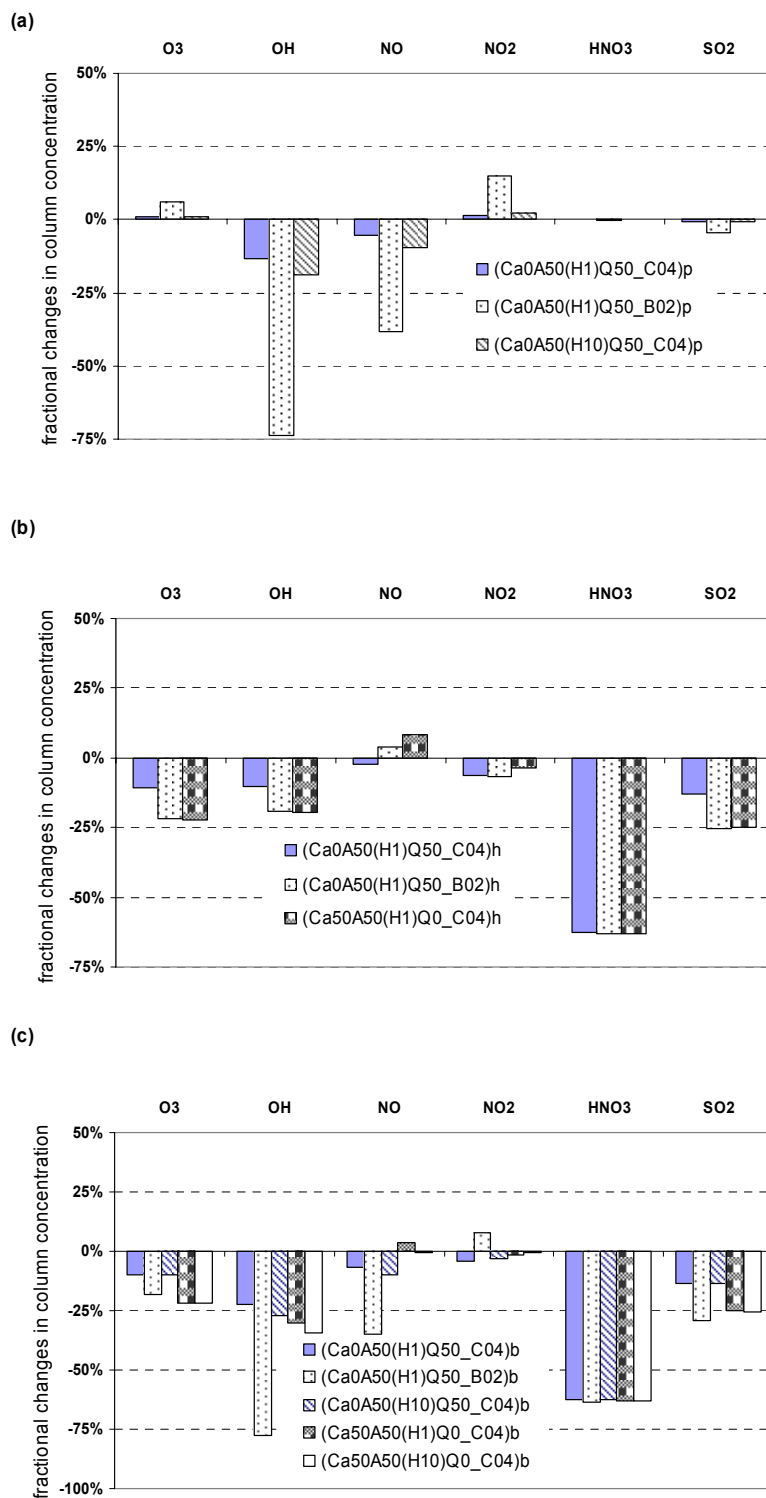 (a)
O3 OH NO NO2 HNO3 SO2
50%
25%
0%
-25%
-50%
-75%
fractional changes in column concentration
(Ca0A50(H1)Q50_C04)p
(Ca0A50(H1)Q50_B02)p
(Ca0A50(H10)Q50_C04)p
(b)
O3 OH NO NO2 HNO3 SO2
50%
25%
0%
-25%
-50%
-75%
fractional changes in column concentration
(Ca0A50(H1)Q50_C04)h
(Ca0A50(H1)Q50_B02)h
(Ca50A50(H1)Q0_C04)h
(c)
O3 OH NO NO2 HNO3 SO2
50%
25%
0%
-25%
-50%
-75%
-100%
fractional changes in column concentration
(Ca0A50(H1)Q50_C04)b
(Ca0A50(H1)Q50_B02)b
(Ca0A50(H10)Q50_C04)b
(Ca50A50(H1)Q0_C04)b
(Ca50A50(H10)Q0_C04)b